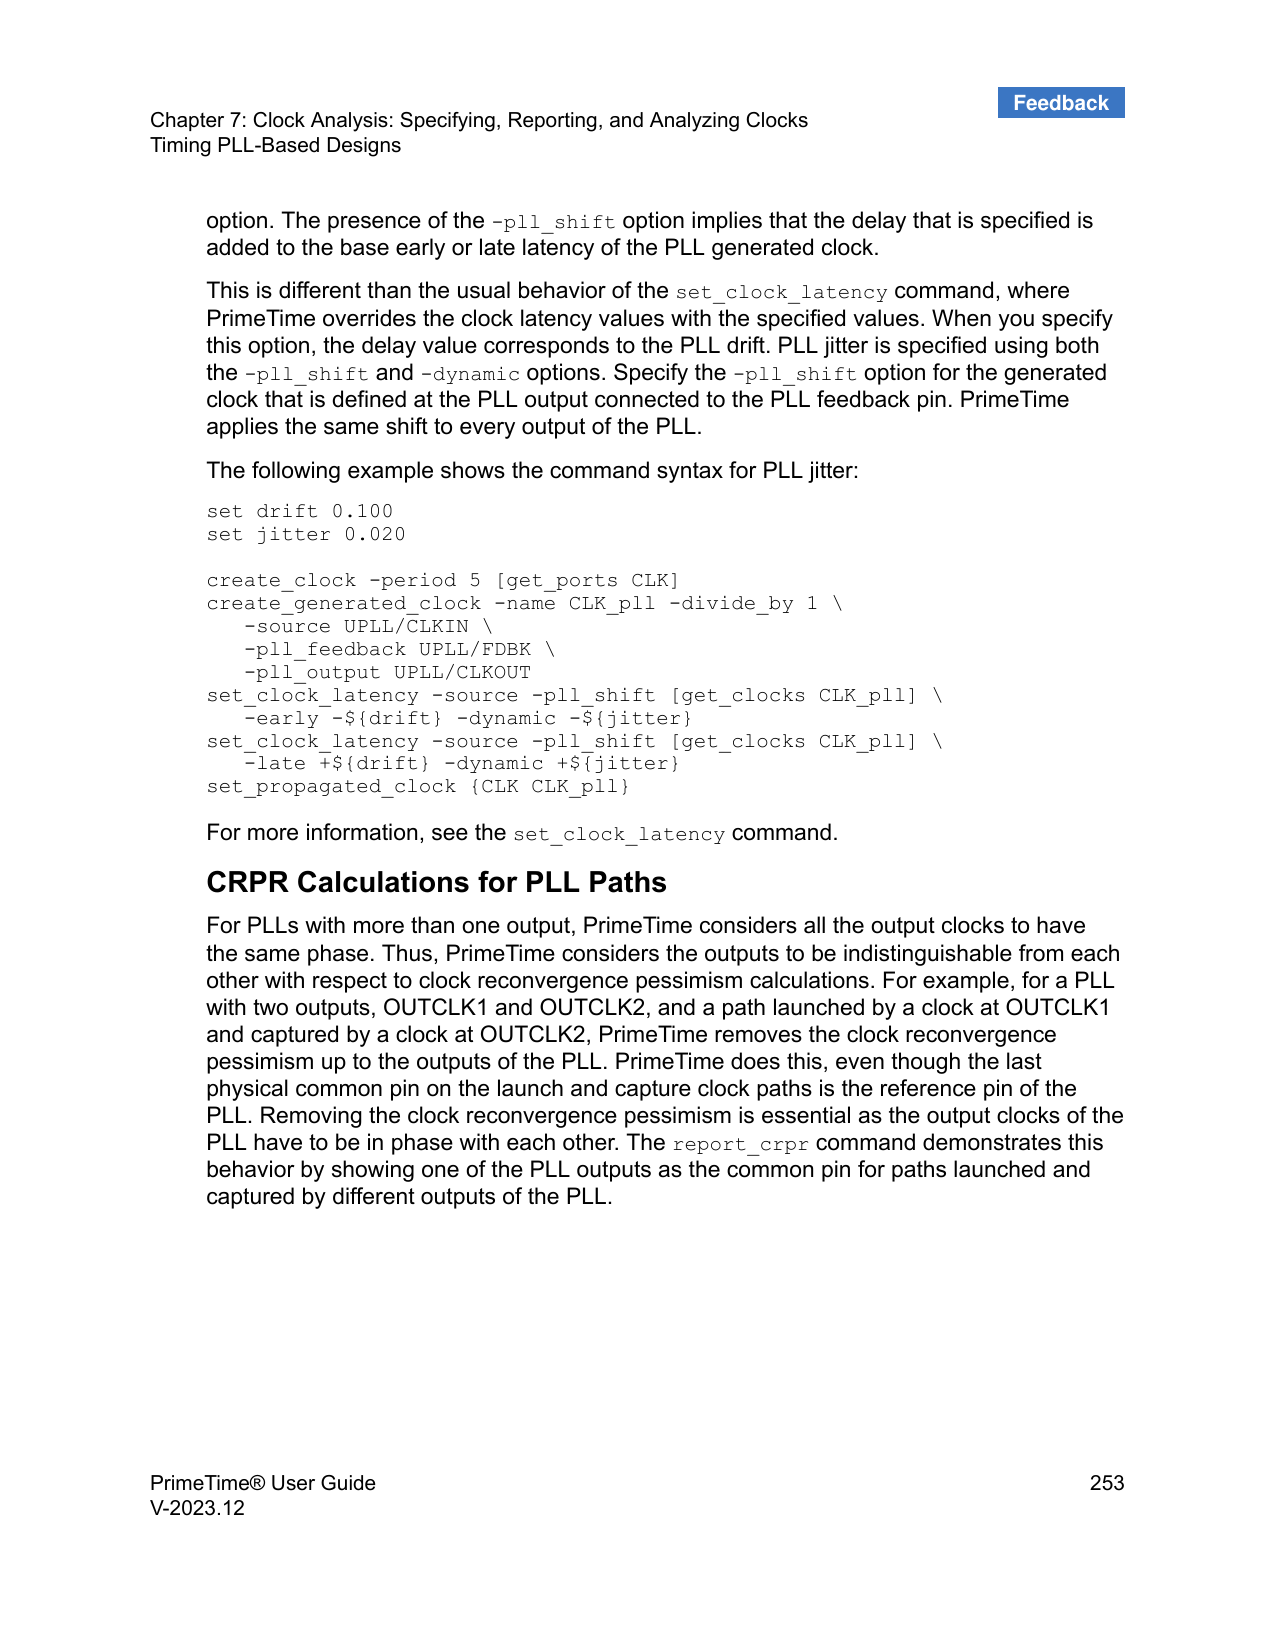 Feedback
Chapter 7: Clock Analysis: Specifying, Reporting, and Analyzing Clocks
Timing PLL-Based Designs
option. The presence of the -pll_shift option implies that the delay that is specified is
added to the base early or late latency of the PLL generated clock.
This is different than the usual behavior of the set_clock_latency command, where
PrimeTime overrides the clock latency values with the specified values. When you specify
this option, the delay value corresponds to the PLL drift. PLL jitter is specified using both
the -pll_shift and -dynamic options. Specify the -pll_shift option for the generated
clock that is defined at the PLL output connected to the PLL feedback pin. PrimeTime
applies the same shift to every output of the PLL.
The following example shows the command syntax for PLL jitter:
set drift 0.100
set jitter 0.020
create_clock -period 5 [get_ports CLK]
create_generated_clock -name CLK_pll -divide_by 1 \
   -source UPLL/CLKIN \
   -pll_feedback UPLL/FDBK \
   -pll_output UPLL/CLKOUT
set_clock_latency -source -pll_shift [get_clocks CLK_pll] \
   -early -${drift} -dynamic -${jitter}
set_clock_latency -source -pll_shift [get_clocks CLK_pll] \
   -late +${drift} -dynamic +${jitter}
set_propagated_clock {CLK CLK_pll}
For more information, see the set_clock_latency command.
CRPR Calculations for PLL Paths
For PLLs with more than one output, PrimeTime considers all the output clocks to have
the same phase. Thus, PrimeTime considers the outputs to be indistinguishable from each
other with respect to clock reconvergence pessimism calculations. For example, for a PLL
with two outputs, OUTCLK1 and OUTCLK2, and a path launched by a clock at OUTCLK1
and captured by a clock at OUTCLK2, PrimeTime removes the clock reconvergence
pessimism up to the outputs of the PLL. PrimeTime does this, even though the last
physical common pin on the launch and capture clock paths is the reference pin of the
PLL. Removing the clock reconvergence pessimism is essential as the output clocks of the
PLL have to be in phase with each other. The report_crpr command demonstrates this
behavior by showing one of the PLL outputs as the common pin for paths launched and
captured by different outputs of the PLL.
PrimeTime® User Guide
253
V-2023.12